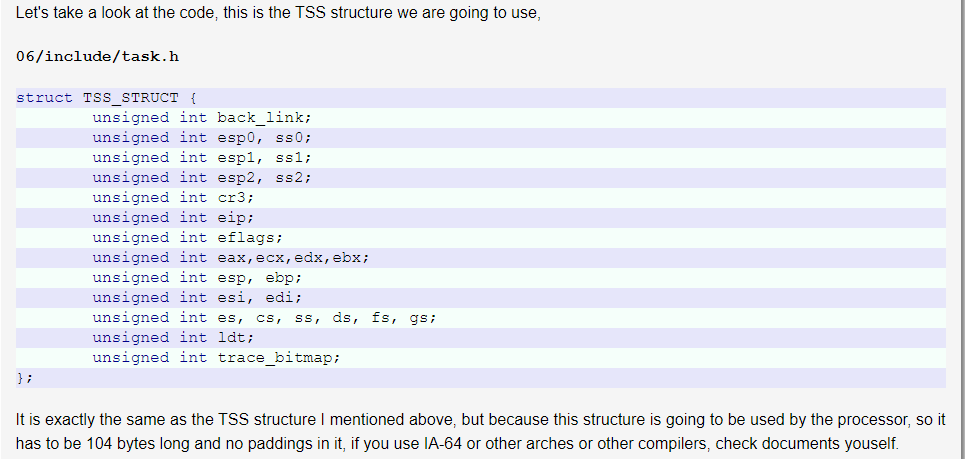 Let's take a look at the code, this is the TSS structure we are going to use,
06/include/task.h
struct TSS_STRUCT {
        unsigned int back_link;
        unsigned int esp0, ss0;
        unsigned int esp1, ss1;
        unsigned int esp2, ss2;
        unsigned int cr3;
        unsigned int eip;
        unsigned int eflags;
        unsigned int eax,ecx,edx,ebx;
        unsigned int esp, ebp;
        unsigned int esi, edi;
        unsigned int es, cs, ss, ds, fs, gs;
        unsigned int ldt;
        unsigned int trace_bitmap;
};
It is exactly the same as the TSS structure I mentioned above, but because this structure is going to be used by the processor, so it
has to be 104 bytes long and no paddings in it, if you use IA-64 or other arches or other compilers, check documents youself.